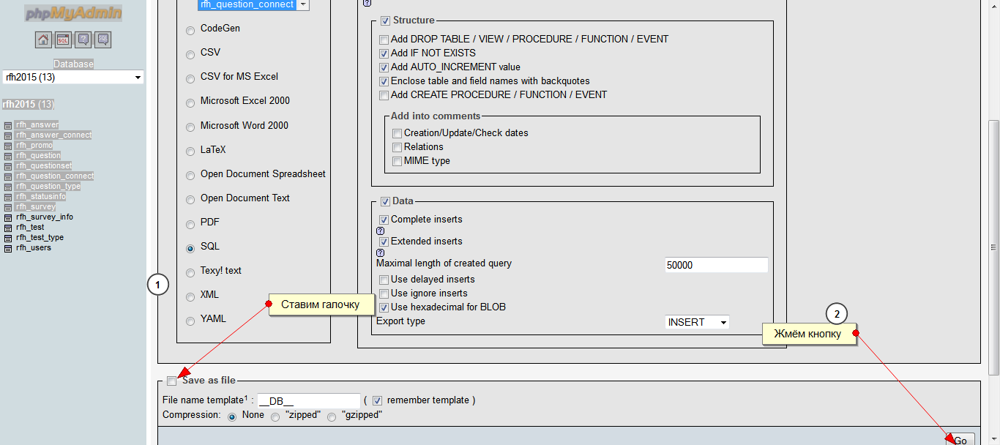 phpMyAdmin
SQL
SQL
Database
rfh2015 (13)
rfh2015 (13)
rfh_answer
rfh_answer_connect
rfh_promo
rfh_question
rfh_questionset
rfh_question_connect
rfh_question_type
rfh_statusinfo
rfh_survey
rfh_survey_info
rfh_test
rfh_test_type
rfh_users
rfh_question_connect
CodeGen
CSV
CSV for MS Excel
Microsoft Excel 2000
Microsoft Word 2000
LaTeX
Open Document Spreadsheet
Open Document Text
PDF
SQL
Texy! text
XML
YAML
Structure
Add DROP TABLE / VIEW / PROCEDURE / FUNCTION / EVENT
Add IF NOT EXISTS
Add AUTO_INCREMENT value
Enclose table and field names with backquotes
Add CREATE PROCEDURE / FUNCTION / EVENT
Add into comments
Creation/Update/Check dates
Relations
MIME type
Data
Complete inserts
Extended inserts
Maximal length of created query 50000
Use delayed inserts
Use ignore inserts
Use hexadecimal for BLOB
Export type INSERT
1
Ставим галочку
2
Жмём кнопку
Save as file
File name template1 : __DB__ ( remember template )
Compression: None "zipped" "gzipped"
Go